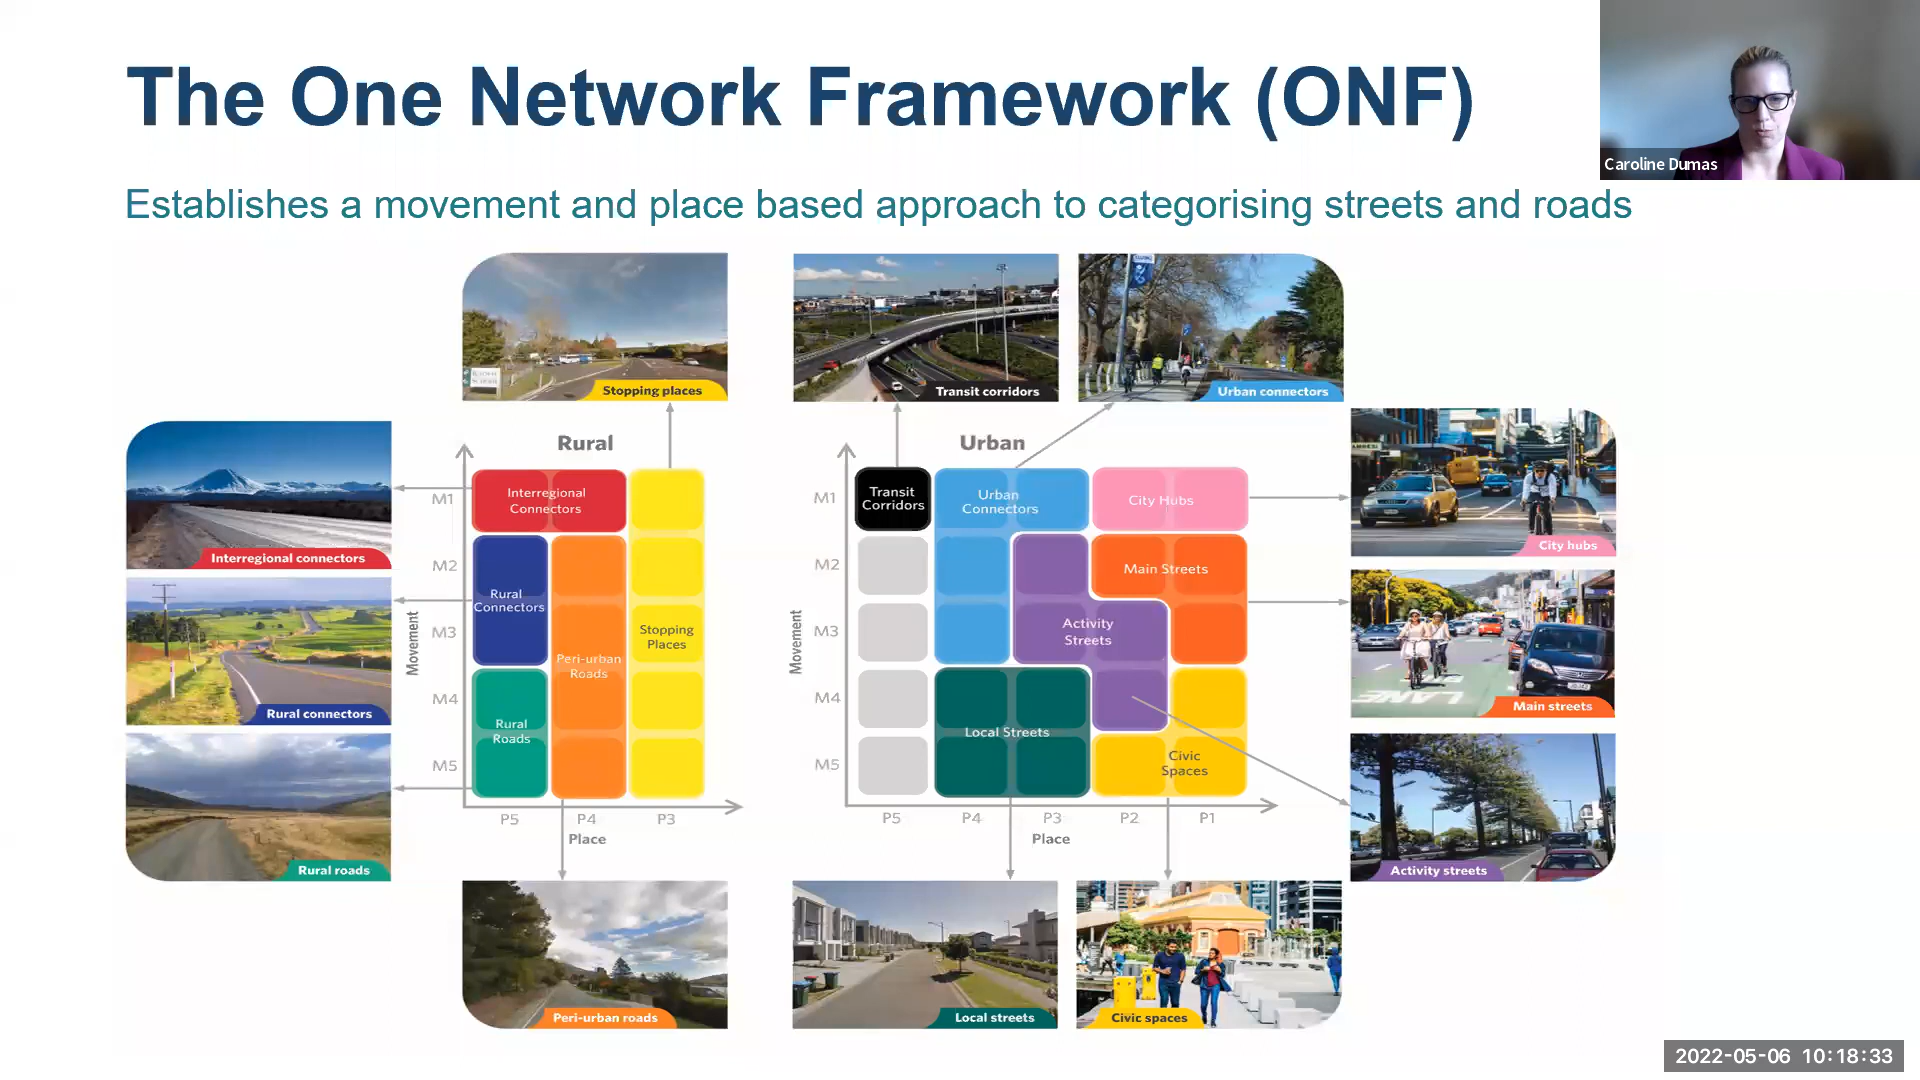 The One Network Framework (ONF)
Caroline Dumas
Establishes a movement and place based approach to categorising streets and roads
Stopping places
Transit corridors
Urban connectors
Interregional connectors
Rural connectors
Rural roads
Rural
Movement
M1
M2
M3
M4
M5
Interregional
Connectors
Rural
Connectors
Peri-urban
Roads
Stopping
Places
Rural
Roads
P5
P4
P3
Place
Urban
Movement
M1
M2
M3
M4
M5
Transit
Corridors
Urban
Connectors
City Hubs
Main Streets
Activity
Streets
Local Streets
Civic
Spaces
P5
P4
P3
P2
P1
Place
City hubs
Main streets
LANE
Activity streets
Peri-urban roads
Local streets
Civic spaces
2022-05-06 10:18:33